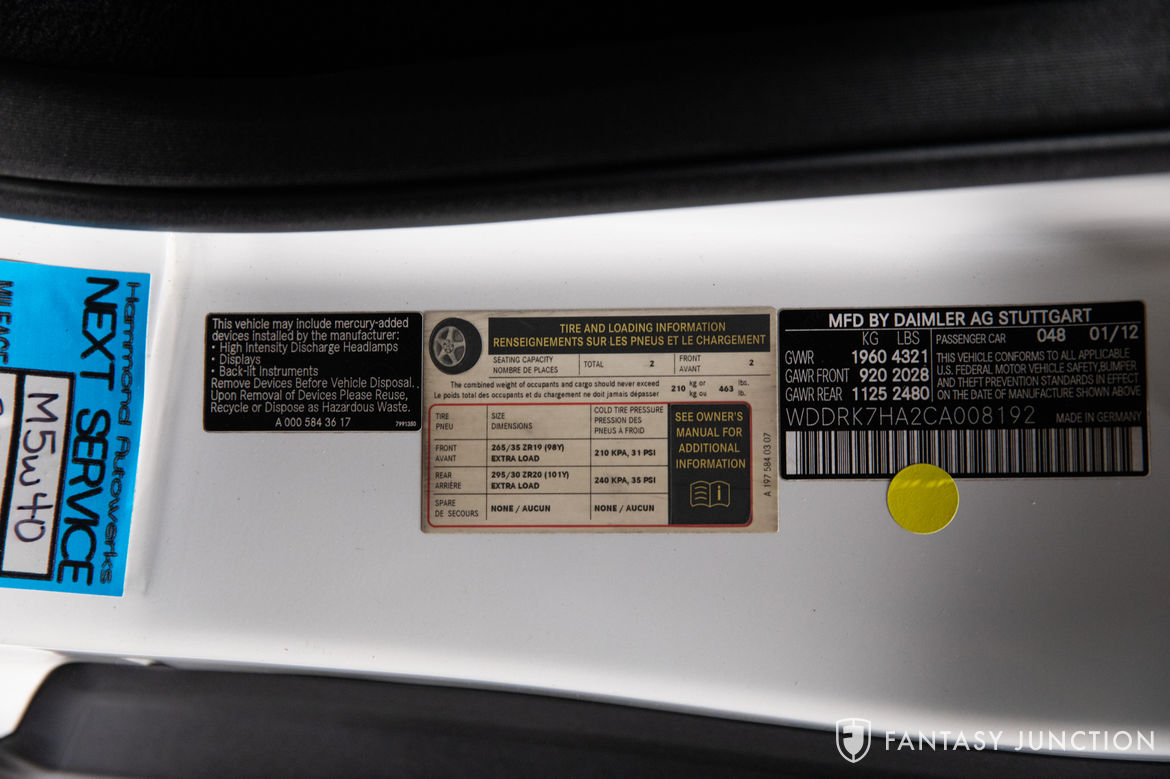 MILEAGE
NEXT SERVICE
Hammond Autowerks
M5w40
This vehicle may include mercury-added
devices installed by the manufacturer:
• High Intensity Discharge Headlamps
• Displays
• Back-lit Instruments
Remove Devices Before Vehicle Disposal.
Upon Removal of Devices Please Reuse,
Recycle or Dispose as Hazardous Waste.
A 000 584 36 17 7991350
TIRE AND LOADING INFORMATION
RENSEIGNEMENTS SUR LES PNEUS ET LE CHARGEMENT
SEATING CAPACITY
NOMBRE DE PLACES
TOTAL 2
FRONT
AVANT
2
The combined weight of occupants and cargo should never exceed
Le poids total des occupants et du chargement ne doit jamais dépasser
210 kg or
kg ou
463 lbs.
lb.
TIRE
PNEU
SIZE
DIMENSIONS
COLD TIRE PRESSURE
PRESSION DES
PNEUS À FROID
FRONT
AVANT
265/35 ZR19 (98Y)
EXTRA LOAD
210 KPA, 31 PSI
REAR
ARRIÈRE
295/30 ZR20 (101Y)
EXTRA LOAD
240 KPA, 35 PSI
SPARE
DE SECOURS
NONE / AUCUN
NONE / AUCUN
SEE OWNER'S
MANUAL FOR
ADDITIONAL
INFORMATION
A 197 584 03 07
MFD BY DAIMLER AG STUTTGART
KG LBS
GVWR 1960 4321
GAWR FRONT 920 2028
GAWR REAR 1125 2480
PASSENGER CAR 048 01/12
THIS VEHICLE CONFORMS TO ALL APPLICABLE
U.S. FEDERAL MOTOR VEHICLE SAFETY,BUMPER
AND THEFT PREVENTION STANDARDS IN EFFECT
ON THE DATE OF MANUFACTURE SHOWN ABOVE
WDDRK7HA2CA008192 MADE IN GERMANY
FANTASY JUNCTION